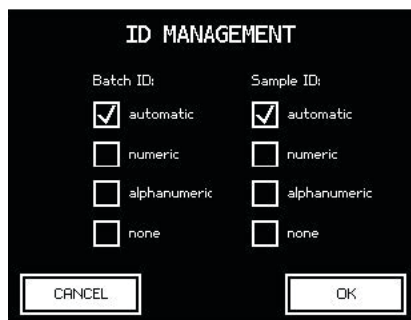 ID MANAGEMENT
Batch ID: Sample ID:
automatic automatic
numeric numeric
alphanumeric alphanumeric
none none
CANCEL OK